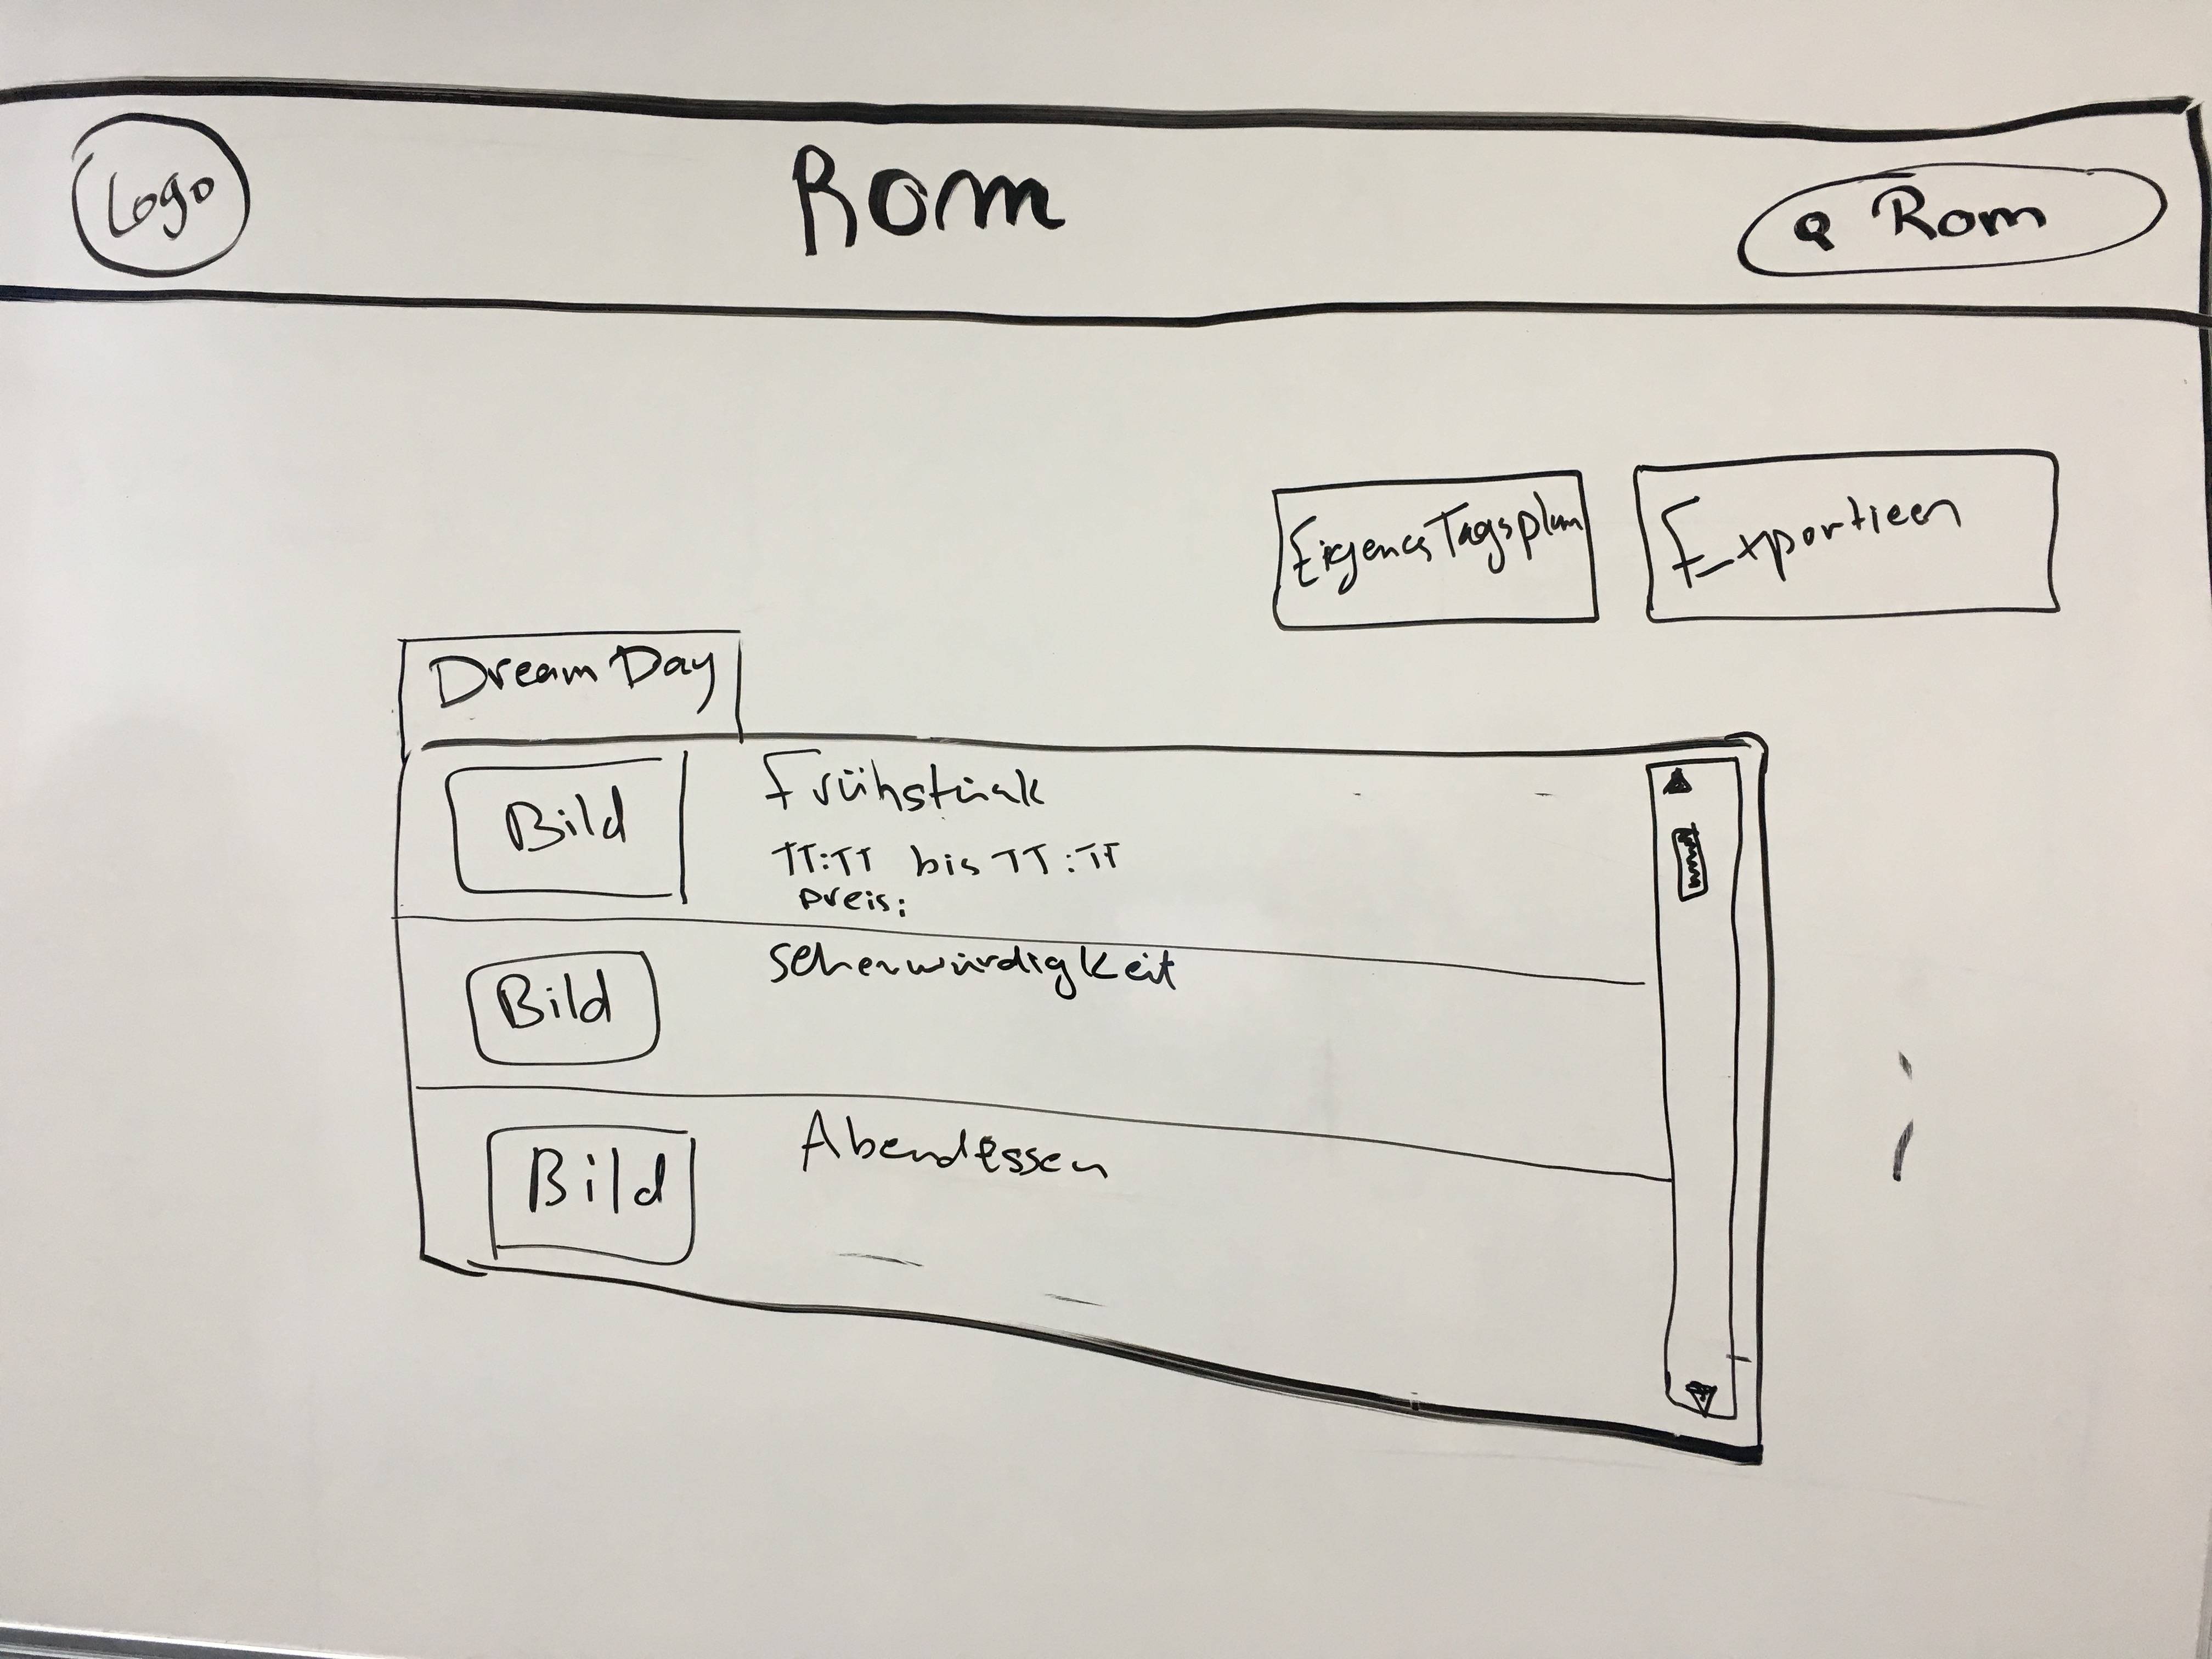 Logo
Rom
Rom
Eigenes Tagsplan
Exportieen
Dream Day
Bild
Frühstück
TT:TT bis TT:TT
Preis:
Bild
Sehenwürdigkeit
Bild
Abendessen